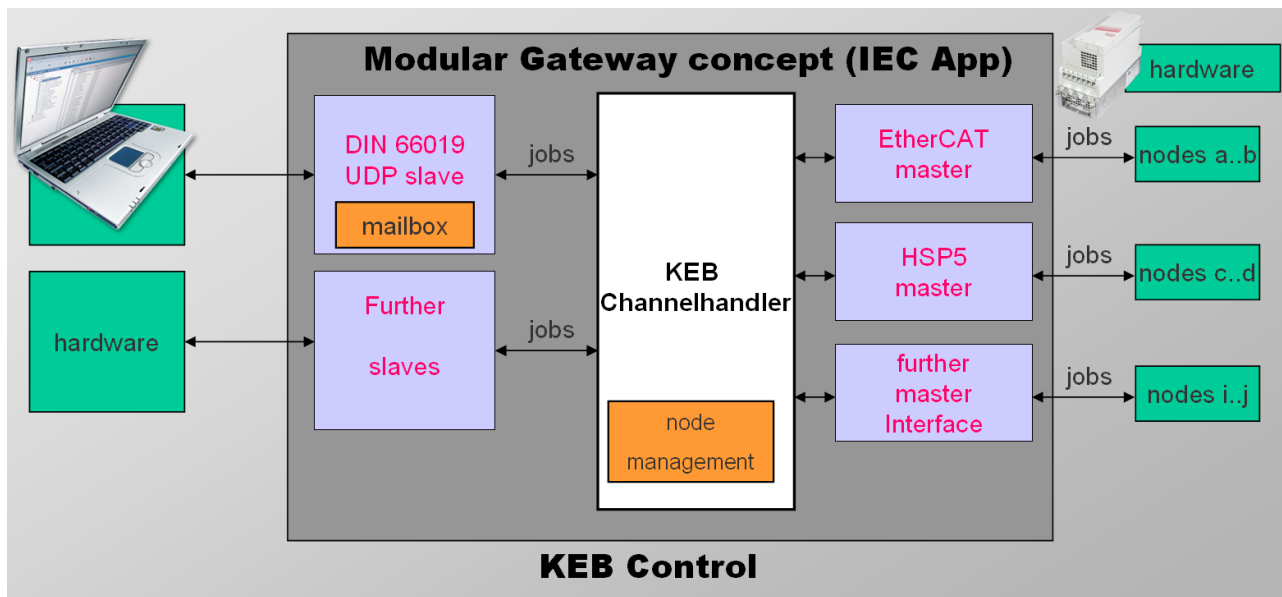 Modular Gateway concept (IEC App)
hardware
DIN 66019
UDP slave
mailbox
jobs
Further
slaves
jobs
hardware
KEB
Channelhandler
node
management
EtherCAT
master
jobs
nodes a..b
HSP5
master
jobs
nodes c..d
further
master
Interface
jobs
nodes i..j
KEB Control